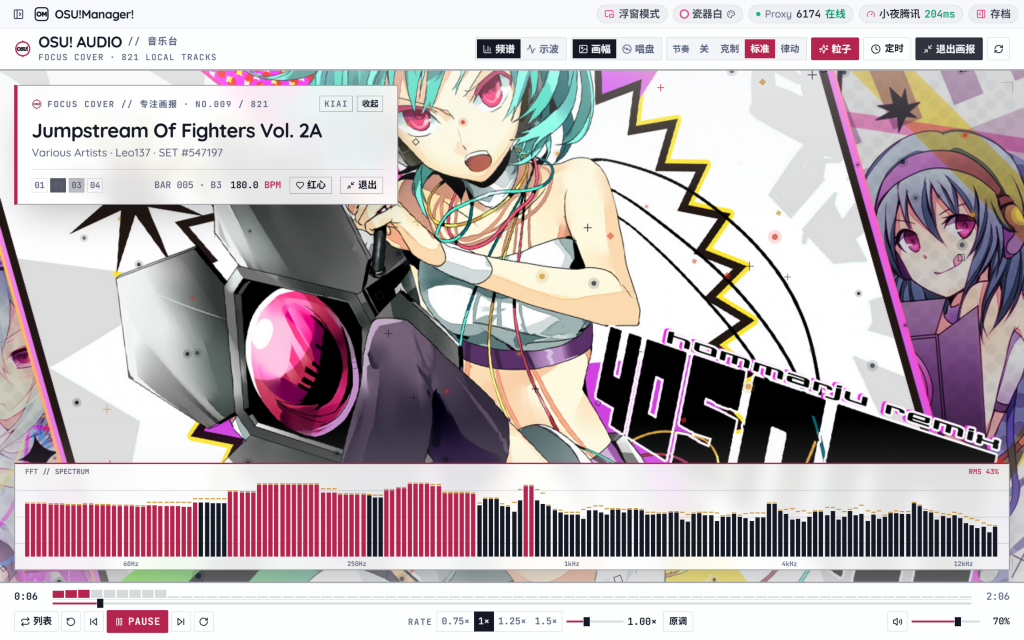 OM OSU!Manager!
浮窗模式 瓷器白 Proxy 6174 在线 小夜腾讯 204ms 存档
OSU! OSU! AUDIO // 音乐台
FOCUS COVER · 821 LOCAL TRACKS
频谱 示波 画幅 唱盘 节奏 关 克制 标准 律动 粒子 定时 退出画报
FOCUS COVER // 专注画报 · NO.009 / 821 KIAI 收起
Jumpstream Of Fighters Vol. 2A
Various Artists · Leo137 · SET #547197
01 03 04 BAR 005 · B3 180.0 BPM 红心 退出
hommarju remix
FFT // SPECTRUM RMS 43%
60Hz 250Hz 1kHz 4kHz 12kHz
0:06 2:06
列表 PAUSE RATE 0.75× 1× 1.25× 1.5× 1.00× 原调 70%